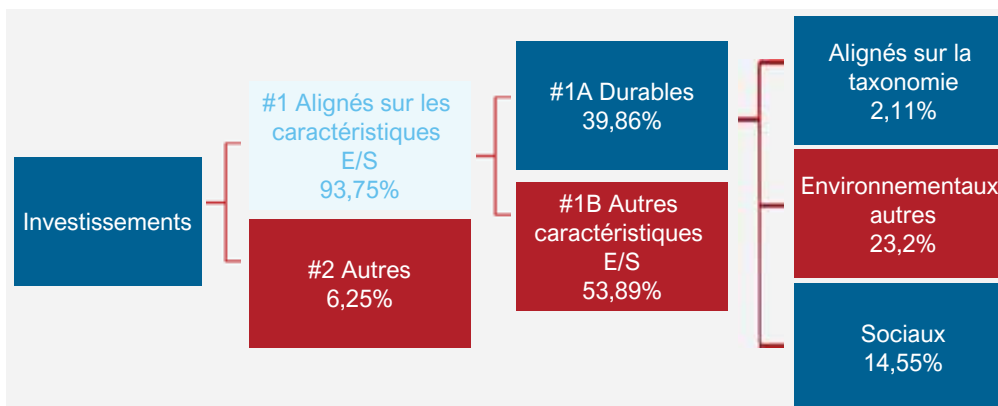 Investissements
#1 Alignés sur les
caractéristiques
E/S
93,75%
#2 Autres
6,25%
#1A Durables
39,86%
#1B Autres
caractéristiques
E/S
53,89%
Alignés sur la
taxonomie
2,11%
Environnementaux
autres
23,2%
Sociaux
14,55%